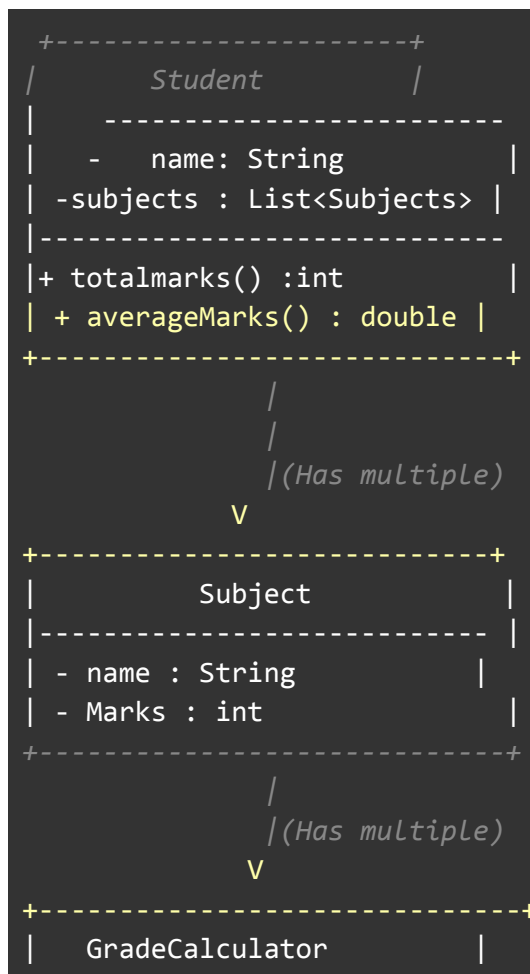 +----------------------+
|       Student         |
|    -------------------------
|   -   name: String          |
| -subjects : List<Subjects> |
|-----------------------------
|+ totalmarks() :int          |
| + averageMarks() : double |
+-----------------------------+
|
|
|(Has multiple)
V
+----------------------------+
|          Subject            |
|---------------------------- |
| - name : String           |
| - Marks : int               |
+-----------------------------+
|
|(Has multiple)
V
+------------------------------+
|   GradeCalculator         |